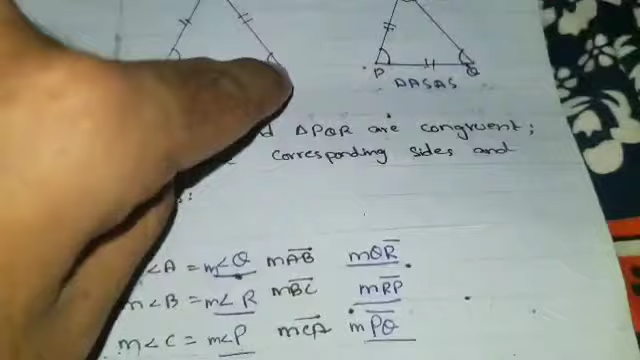 P Q
ΔASAS
ΔPQR are congruent;
corresponding sides and
∠A = m∠Q mAB mQR
m∠B = m∠R mBC mRP
m∠C = m∠P mCA mPQ